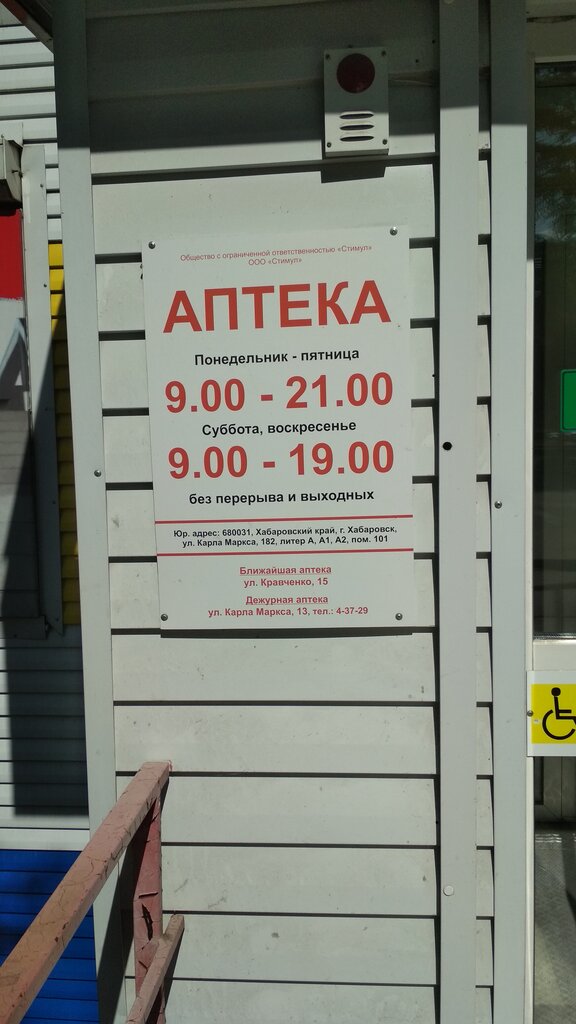 Общество с ограниченной ответственностью «Стимул»
ООО «Стимул»
АПТЕКА
Понедельник - пятница
9.00 - 21.00
Суббота, воскресенье
9.00 - 19.00
без перерыва и выходных
Юр. адрес: 680031, Хабаровский край, г. Хабаровск,
ул. Карла Маркса, 182, литер А, А1, А2, пом. 101
Ближайшая аптека
ул. Кравченко, 15
Дежурная аптека
ул. Карла Маркса, 13, тел.: 4-37-29